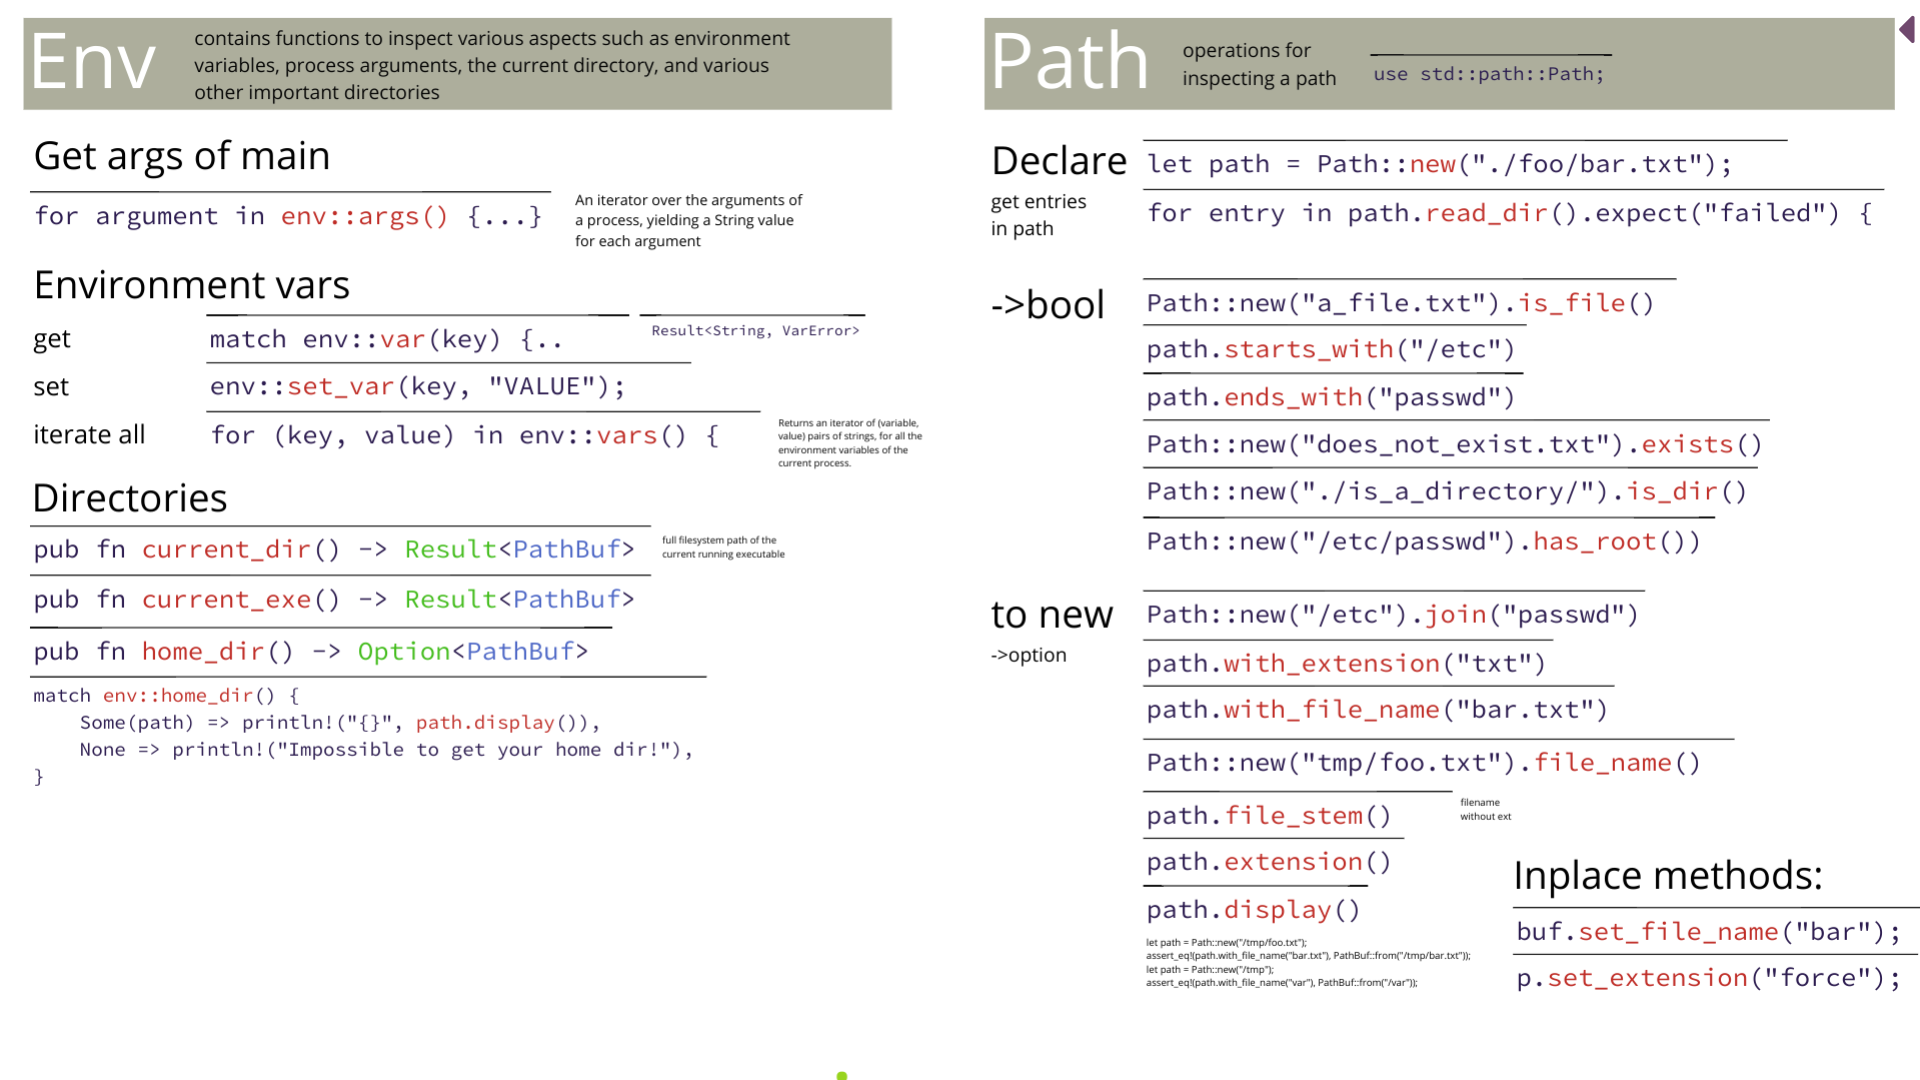 Env
contains functions to inspect various aspects such as environment
variables, process arguments, the current directory, and various
other important directories
Get args of main
for argument in env::args() {...}
An iterator over the arguments of
a process, yielding a String value
for each argument
Environment vars
get
match env::var(key) {..
Result<String, VarError>
set
env::set_var(key, "VALUE");
iterate all
for (key, value) in env::vars() {
Returns an iterator of (variable,
value) pairs of strings, for all the
environment variables of the
current process.
Directories
pub fn current_dir() -> Result<PathBuf>
full filesystem path of the
current running executable
pub fn current_exe() -> Result<PathBuf>
pub fn home_dir() -> Option<PathBuf>
match env::home_dir() {
    Some(path) => println!("{}", path.display()),
    None => println!("Impossible to get your home dir!"),
}
Path
operations for
inspecting a path
use std::path::Path;
Declare
let path = Path::new("./foo/bar.txt");
get entries
in path
for entry in path.read_dir().expect("failed") {
->bool
Path::new("a_file.txt").is_file()
path.starts_with("/etc")
path.ends_with("passwd")
Path::new("does_not_exist.txt").exists()
Path::new("./is_a_directory/").is_dir()
Path::new("/etc/passwd").has_root())
to new
->option
Path::new("/etc").join("passwd")
path.with_extension("txt")
path.with_file_name("bar.txt")
Path::new("tmp/foo.txt").file_name()
path.file_stem()
filename
without ext
path.extension()
path.display()
let path = Path::new("/tmp/foo.txt");
assert_eq!(path.with_file_name("bar.txt"), PathBuf::from("/tmp/bar.txt"));
let path = Path::new("/tmp");
assert_eq!(path.with_file_name("var"), PathBuf::from("/var"));
Inplace methods:
buf.set_file_name("bar");
p.set_extension("force");